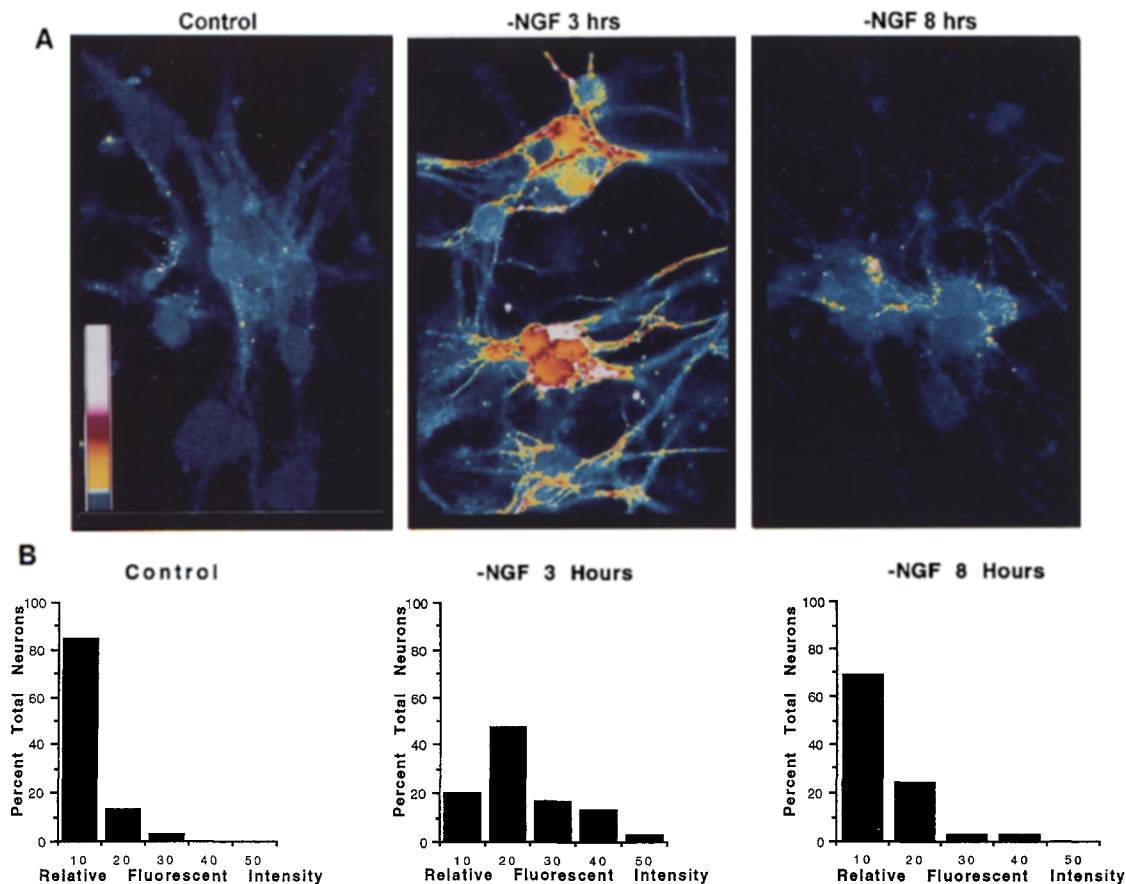 A
Control
-NGF 3 hrs
-NGF 8 hrs
B
Control
-NGF 3 Hours
-NGF 8 Hours
Percent Total Neurons
100
80
60
40
20
0
10 20 30 40 50
Relative Fluorescent Intensity
Percent Total Neurons
100
80
60
40
20
0
10 20 30 40 50
Relative Fluorescent Intensity
Percent Total Neurons
100
80
60
40
20
0
10 20 30 40 50
Relative Fluorescent Intensity